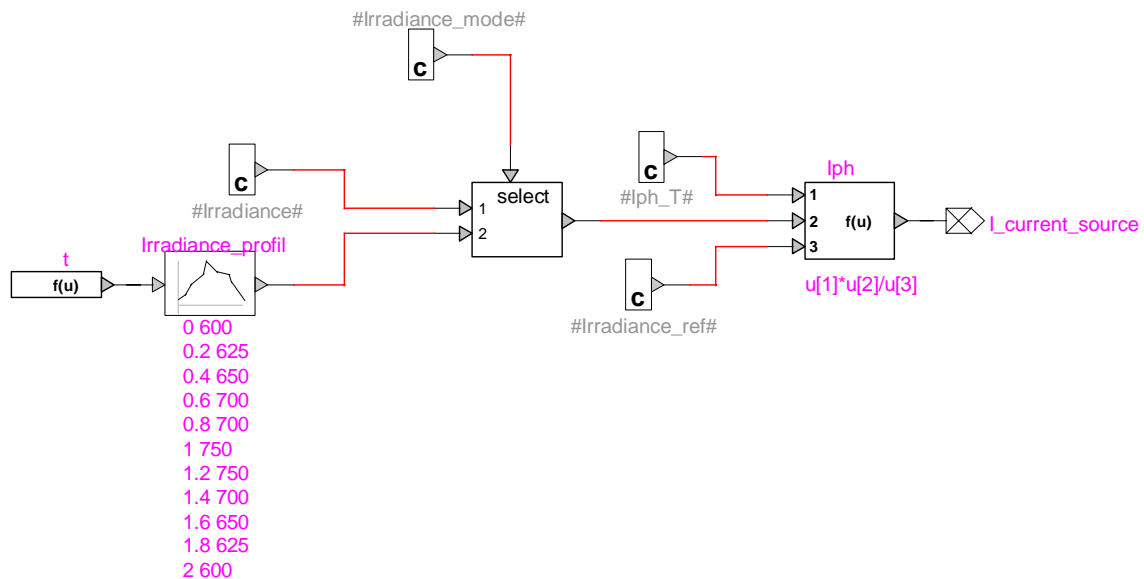 #Irradiance_mode#
c
c
#Irradiance#
select
1
2
c
#Iph_T#
Iph
1
2
3
f(u)
I_current_source
u[1]*u[2]/u[3]
c
#Irradiance_ref#
t
f(u)
Irradiance_profil
0 600
0.2 625
0.4 650
0.6 700
0.8 700
1 750
1.2 750
1.4 700
1.6 650
1.8 625
2 600